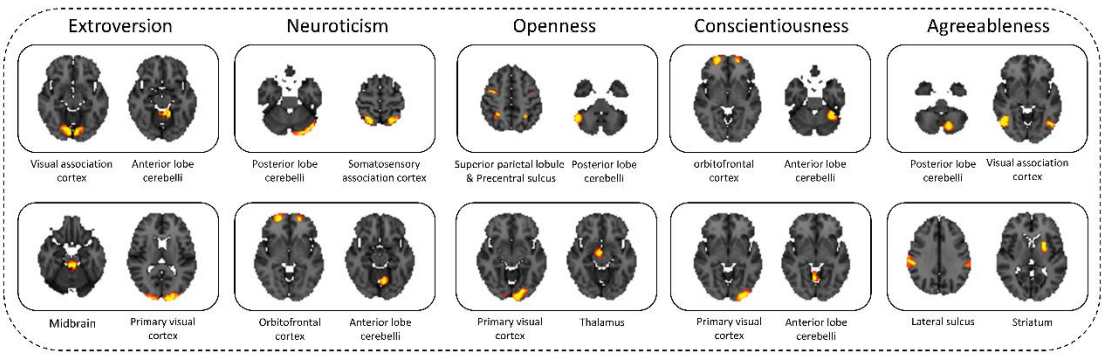 Extroversion
Neuroticism
Openness
Conscientiousness
Agreeableness
Visual association
cortex
Anterior lobe
cerebelli
Posterior lobe
cerebelli
Somatosensory
association cortex
Superior parietal lobule
& Precentral sulcus
Posterior lobe
cerebelli
orbitofrontal
cortex
Anterior lobe
cerebelli
Posterior lobe
cerebelli
Visual association
cortex
Midbrain
Primary visual
cortex
Orbitofrontal
cortex
Anterior lobe
cerebelli
Primary visual
cortex
Thalamus
Primary visual
cortex
Anterior lobe
cerebelli
Lateral sulcus
Striatum